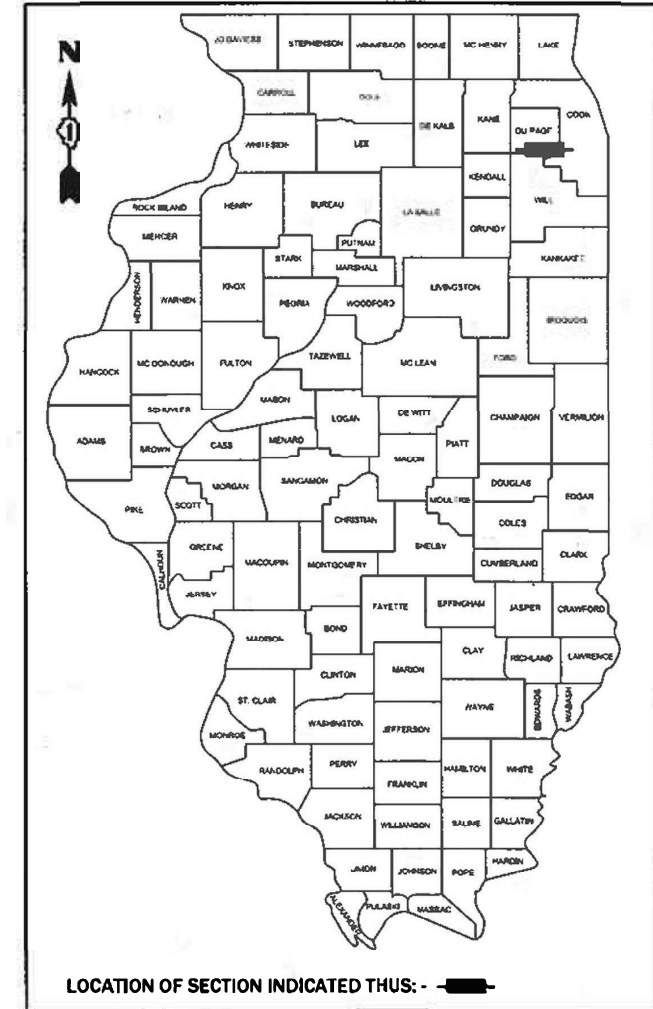 N
JO DAVIESS STEPHENSON WINNEBAGO BOONE MC HENRY LAKE
CARROLL OGLE DE KALB KANE DU PAGE COOK
WHITESIDE LEE
KENDALL WILL
ROCK ISLAND HENRY BUREAU LA SALLE GRUNDY
MERCER PUTNAM KANKAKEE
STARK MARSHALL
HENDERSON WARREN KNOX PEORIA WOODFORD LIVINGSTON IROQUOIS
HANCOCK MC DONOUGH FULTON TAZEWELL MC LEAN FORD
SCHUYLER MASON
ADAMS BROWN CASS MENARD LOGAN DE WITT PIATT CHAMPAIGN VERMILION
MACON
PIKE SCOTT MORGAN SANGAMON MOULTRIE DOUGLAS EDGAR
CHRISTIAN COLES
CALHOUN GREENE MACOUPIN MONTGOMERY SHELBY CUMBERLAND CLARK
JERSEY
FAYETTE EFFINGHAM JASPER CRAWFORD
MADISON BOND
CLAY RICHLAND LAWRENCE
CLINTON MARION
ST. CLAIR WAYNE EDWARDS WABASH
MONROE WASHINGTON JEFFERSON
RANDOLPH PERRY HAMILTON WHITE
FRANKLIN
JACKSON WILLIAMSON SALINE GALLATIN
UNION JOHNSON POPE HARDIN
ALEXANDER PULASKI MASSAC
LOCATION OF SECTION INDICATED THUS: -